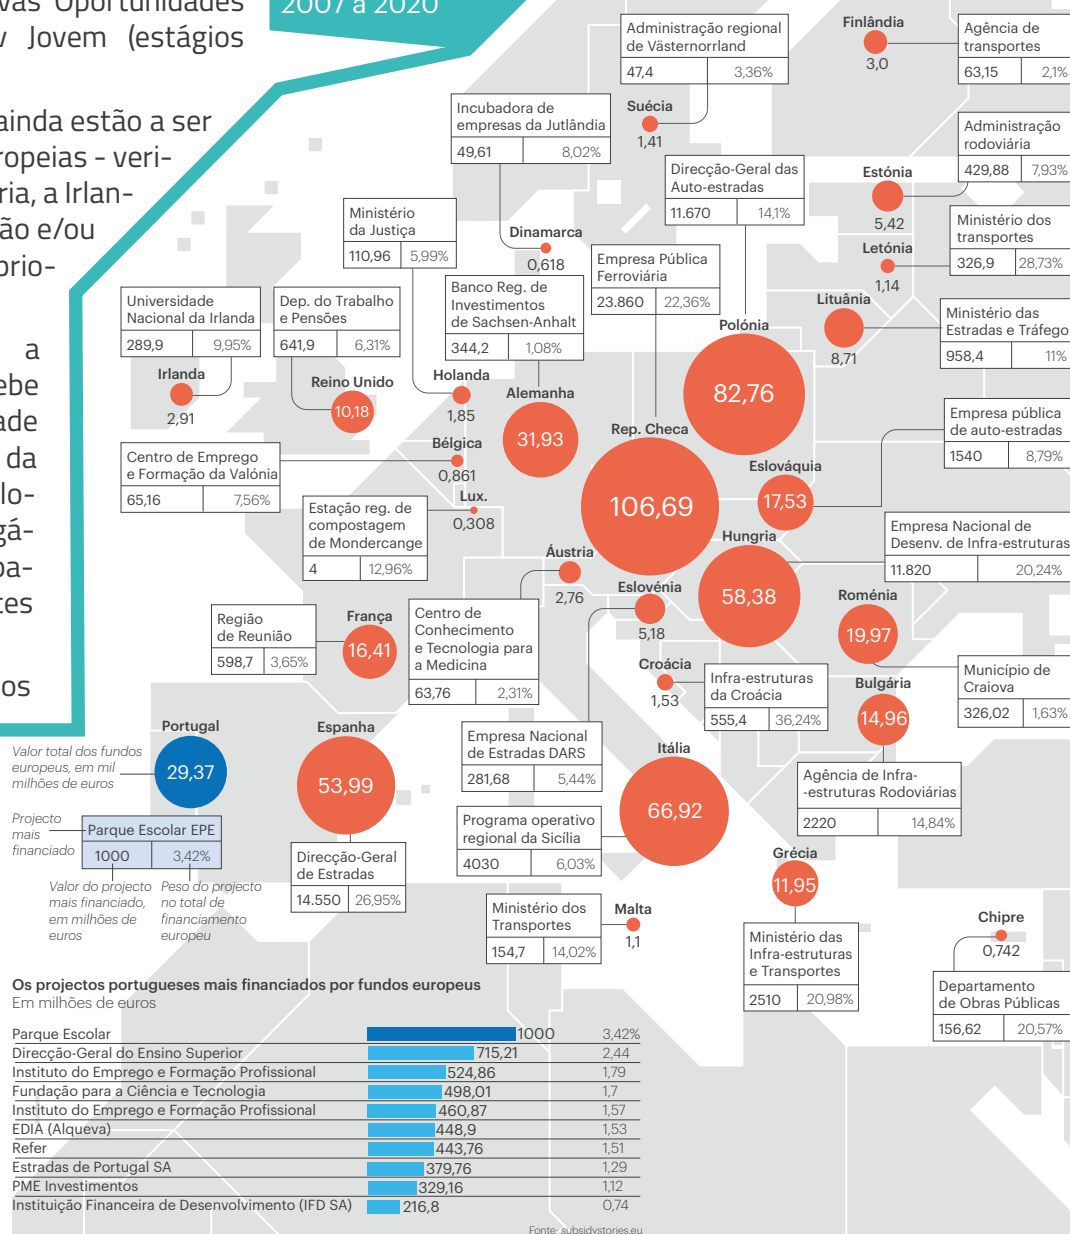 vas Oportunidades
Jovem (estágios
2007 a 2020
ainda estão a ser
ropeias - veri-
ria, a Irlan-
ão e/ou
prio-
a
ebe
ade
da
lo-
gá-
pa-
tes
os
Administração regional
de Västernorrland
47,4 3,36%
Suécia
1,41
Finlândia
3,0
Agência de
transportes
63,15 2,1%
Incubadora de
empresas da Jutlândia
49,61 8,02%
Dinamarca
0,618
Direcção-Geral das
Auto-estradas
11.670 14,1%
Polónia
82,76
Administração
rodoviária
429,88 7,93%
Estónia
5,42
Ministério dos
transportes
326,9 28,73%
Letónia
1,14
Lituânia
8,71
Ministério das
Estradas e Tráfego
958,4 11%
Ministério
da Justiça
110,96 5,99%
Holanda
1,85
Empresa Pública
Ferroviária
23.860 22,36%
Rep. Checa
106,69
Universidade
Nacional da Irlanda
289,9 9,95%
Irlanda
2,91
Dep. do Trabalho
e Pensões
641,9 6,31%
Reino Unido
10,18
Banco Reg. de
Investimentos
de Sachsen-Anhalt
344,2 1,08%
Alemanha
31,93
Empresa pública
de auto-estradas
1540 8,79%
Eslováquia
17,53
Centro de Emprego
e Formação da Valónia
65,16 7,56%
Bélgica
0,861
Estação reg. de
compostagem
de Mondercange
4 12,96%
Lux.
0,308
Empresa Nacional de
Desenv. de Infra-estruturas
11.820 20,24%
Hungria
58,38
Áustria
2,76
Centro de
Conhecimento
e Tecnologia para
a Medicina
63,76 2,31%
Eslovénia
5,18
Região
de Reunião
598,7 3,65%
França
16,41
Roménia
19,97
Município de
Craiova
326,02 1,63%
Croácia
1,53
Infra-estruturas
da Croácia
555,4 36,24%
Bulgária
14,96
Agência de Infra-
-estruturas Rodoviárias
2220 14,84%
Empresa Nacional
de Estradas DARS
281,68 5,44%
Itália
66,92
Programa operativo
regional da Sicília
4030 6,03%
Portugal
29,37
Valor total dos fundos
europeus, em mil
milhões de euros
Projecto
mais
financiado
Parque Escolar EPE
1000 3,42%
Valor do projecto
mais financiado,
em milhões de
euros
Peso do projecto
no total de
financiamento
europeu
Espanha
53,99
Direcção-Geral
de Estradas
14.550 26,95%
Grécia
11,95
Ministério das
Infra-estruturas
e Transportes
2510 20,98%
Ministério dos
Transportes
154,7 14,02%
Malta
1,1
Chipre
0,742
Departamento
de Obras Públicas
156,62 20,57%
Os projectos portugueses mais financiados por fundos europeus
Em milhões de euros
Parque Escolar 1000 3,42%
Direcção-Geral do Ensino Superior 715,21 2,44
Instituto do Emprego e Formação Profissional 524,86 1,79
Fundação para a Ciência e Tecnologia 498,01 1,7
Instituto do Emprego e Formação Profissional 460,87 1,57
EDIA (Alqueva) 448,9 1,53
Refer 443,76 1,51
Estradas de Portugal SA 379,76 1,29
PME Investimentos 329,16 1,12
Instituição Financeira de Desenvolvimento (IFD SA) 216,8 0,74
Fonte: subsidystories.eu